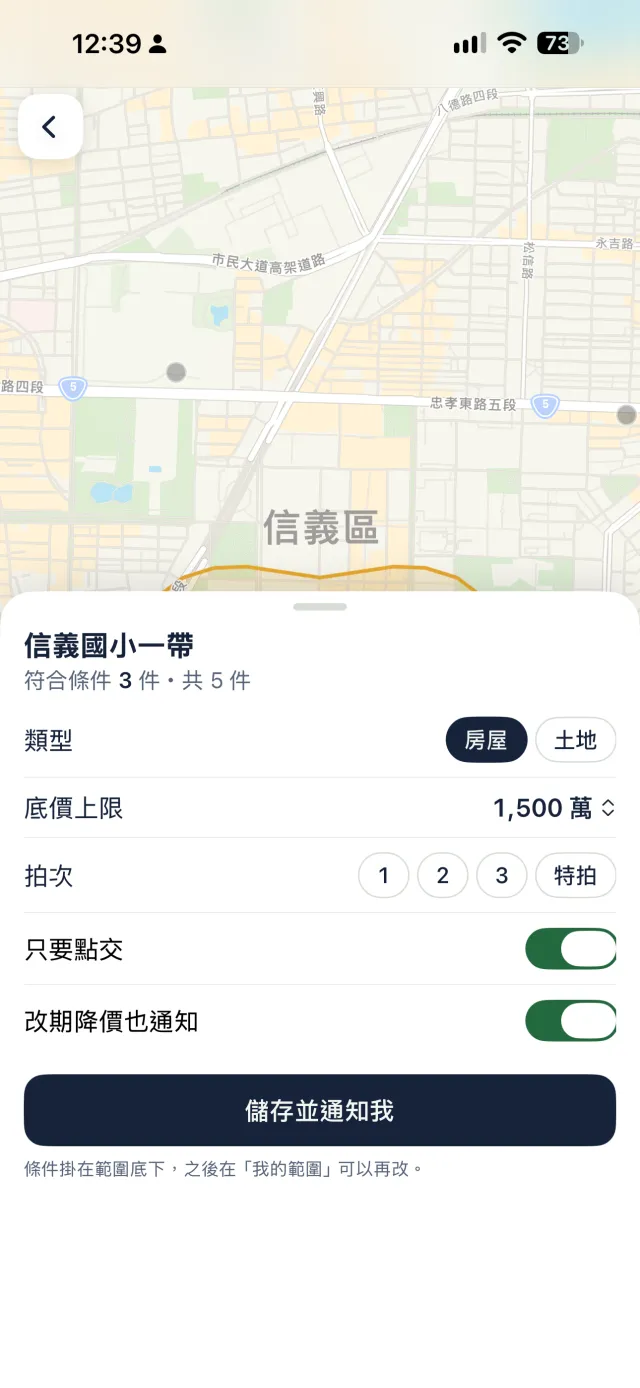 12:39
73
八德路四段
興路
永吉路
松信路
市民大道高架道路
路四段
5
忠孝東路五段
5
信義區
段
信義國小一帶
符合條件 3 件・共 5 件
類型
房屋
土地
底價上限
1,500 萬
拍次
1
2
3
特拍
只要點交
改期降價也通知
儲存並通知我
條件掛在範圍底下，之後在「我的範圍」可以再改。